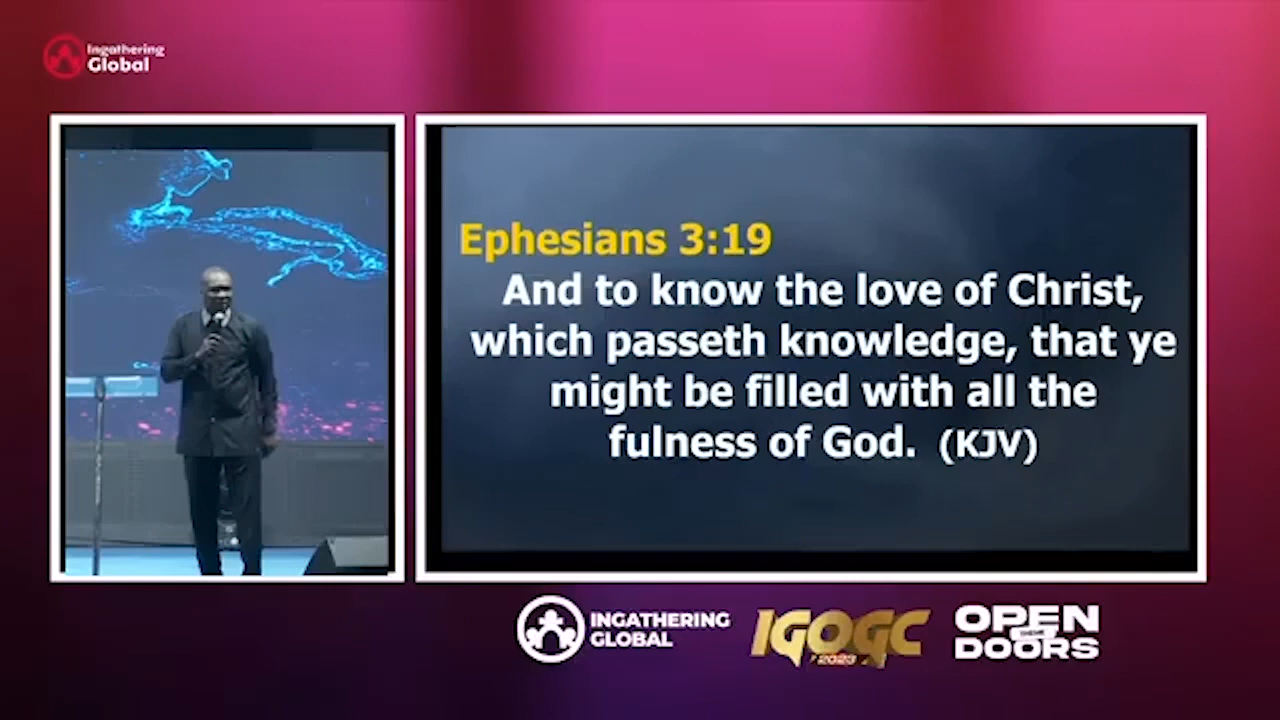 Ingathering
Global
Ephesians 3:19
And to know the love of Christ,
which passeth knowledge, that ye
might be filled with all the
fulness of God. (KJV)
INGATHERING
GLOBAL
IGOGC
2023
OPEN
DOORS